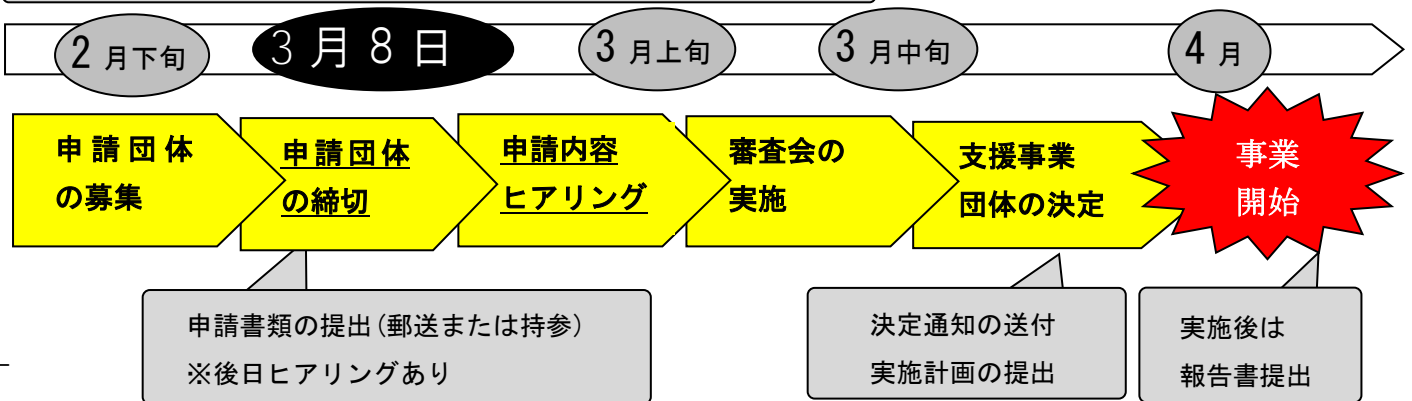 2月下旬
3月8日
3月上旬
3月中旬
4月
申請団体
の募集
申請団体
の締切
申請内容
ヒアリング
審査会の
実施
支援事業
団体の決定
事業
開始
申請書類の提出(郵送または持参)
※後日ヒアリングあり
決定通知の送付
実施計画の提出
実施後は
報告書提出